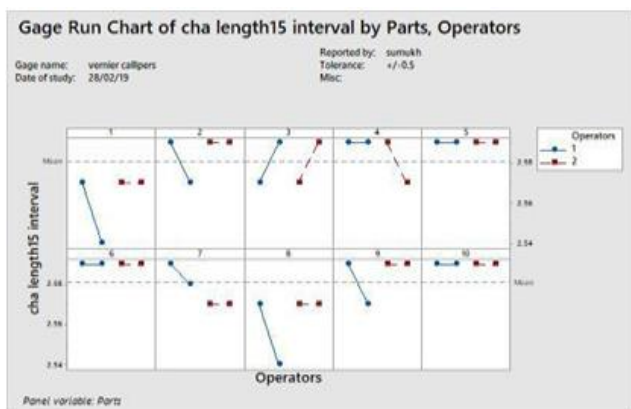 Gage Run Chart of cha length15 interval by Parts, Operators
Gage name: vernier callipers
Date of study: 28/02/19
Reported by: sumukh
Tolerance: +/-0.5
Misc:
1 2 3 4 5
Operators
1
2
Mean
2.58
2.56
2.54
cha length15 interval
6 7 8 9 10
2.58
2.56
2.54
Mean
Operators
Panel variable: Parts